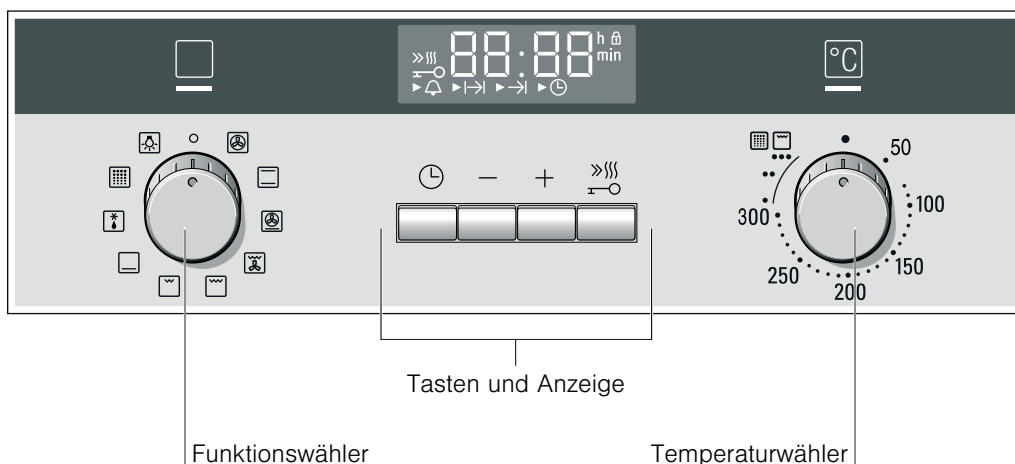 88:88 h
min
°C
50
100
150
200
250
300
Tasten und Anzeige
Funktionswähler
Temperaturwähler